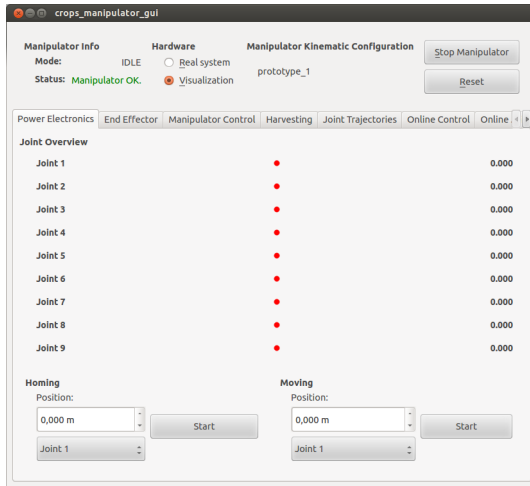 crops_manipulator_gui
Manipulator Info
Hardware
Manipulator Kinematic Configuration
Mode: IDLE
Real system
prototype_1
Status: Manipulator OK.
Visualization
Stop Manipulator
Reset
Power Electronics
End Effector
Manipulator Control
Harvesting
Joint Trajectories
Online Control
Online
Joint Overview
Joint 1 0.000
Joint 2 0.000
Joint 3 0.000
Joint 4 0.000
Joint 5 0.000
Joint 6 0.000
Joint 7 0.000
Joint 8 0.000
Joint 9 0.000
Homing
Position:
0,000 m
Start
Joint 1
Moving
Position:
0,000 m
Start
Joint 1